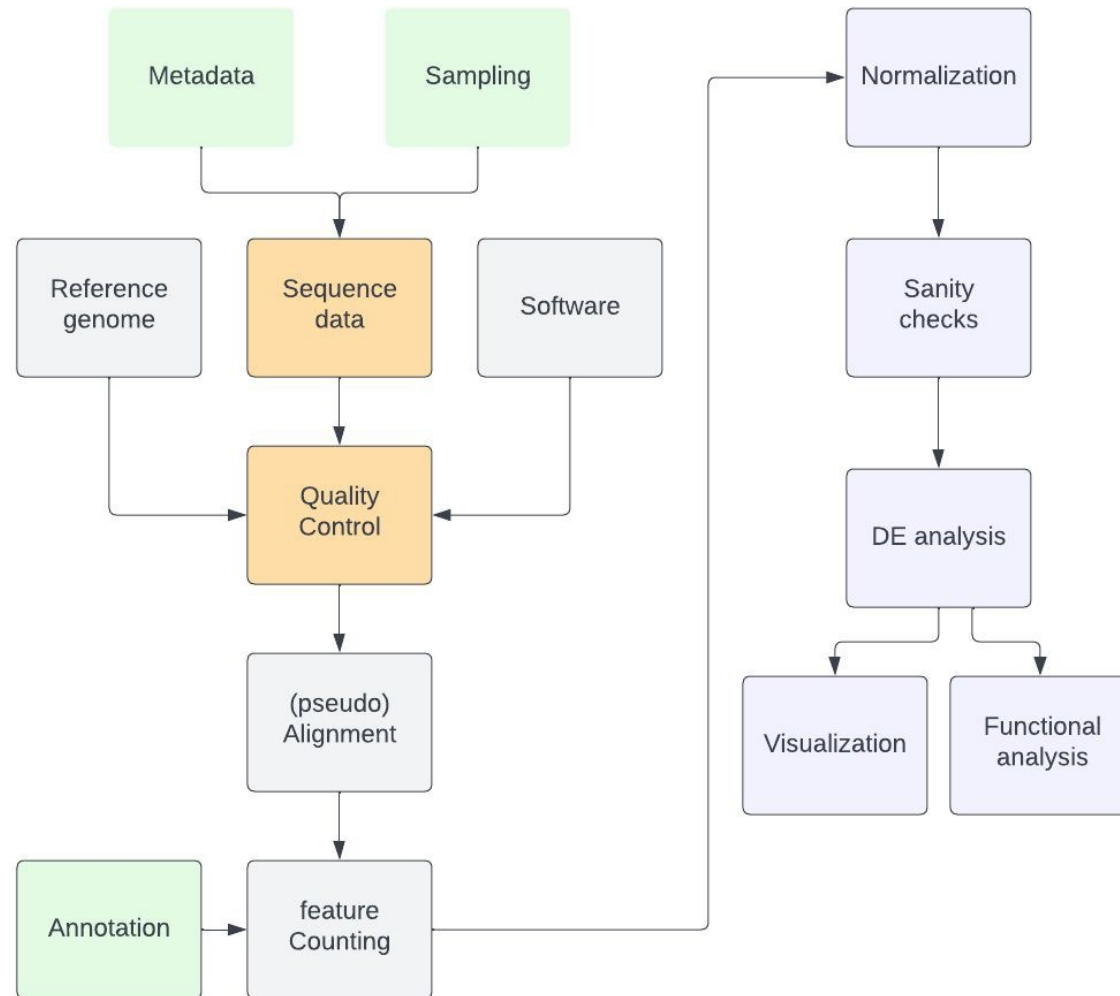 Metadata
Sampling
Normalization
Reference
genome
Sequence
data
Software
Sanity
checks
Quality
Control
DE analysis
(pseudo)
Alignment
Visualization
Functional
analysis
Annotation
feature
Counting